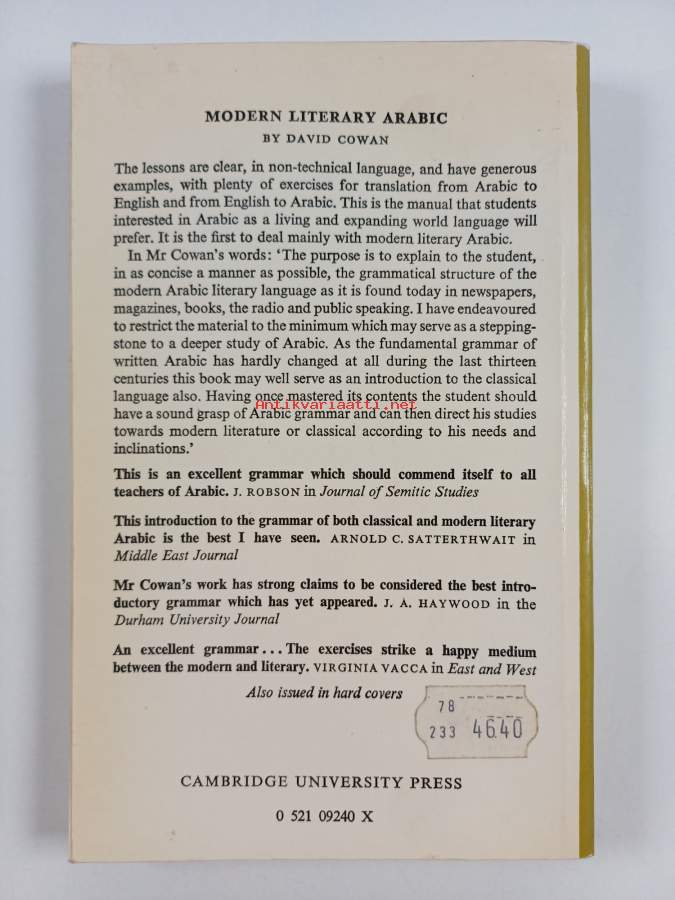 MODERN LITERARY ARABIC
BY DAVID COWAN
The lessons are clear, in non-technical language, and have generous
examples, with plenty of exercises for translation from Arabic to
English and from English to Arabic. This is the manual that students
interested in Arabic as a living and expanding world language will
prefer. It is the first to deal mainly with modern literary Arabic.
In Mr Cowan's words: 'The purpose is to explain to the student,
in as concise a manner as possible, the grammatical structure of the
modern Arabic literary language as it is found today in newspapers,
magazines, books, the radio and public speaking. I have endeavoured
to restrict the material to the minimum which may serve as a stepping-
stone to a deeper study of Arabic. As the fundamental grammar of
written Arabic has hardly changed at all during the last thirteen
centuries this book may well serve as an introduction to the classical
language also. Having once mastered its contents the student should
Antikvariaatti.net
have a sound grasp of Arabic grammar and can then direct his studies
towards modern literature or classical according to his needs and
inclinations.'
This is an excellent grammar which should commend itself to all
teachers of Arabic. J. ROBSON in Journal of Semitic Studies
This introduction to the grammar of both classical and modern literary
Arabic is the best I have seen. ARNOLD C. SATTERTHWAIT in
Middle East Journal
Mr Cowan's work has strong claims to be considered the best intro-
ductory grammar which has yet appeared. J. A. HAYWOOD in the
Durham University Journal
An excellent grammar... The exercises strike a happy medium
between the modern and literary. VIRGINIA VACCA in East and West
Also issued in hard covers
78
233 46.40
CAMBRIDGE UNIVERSITY PRESS
0 521 09240 X